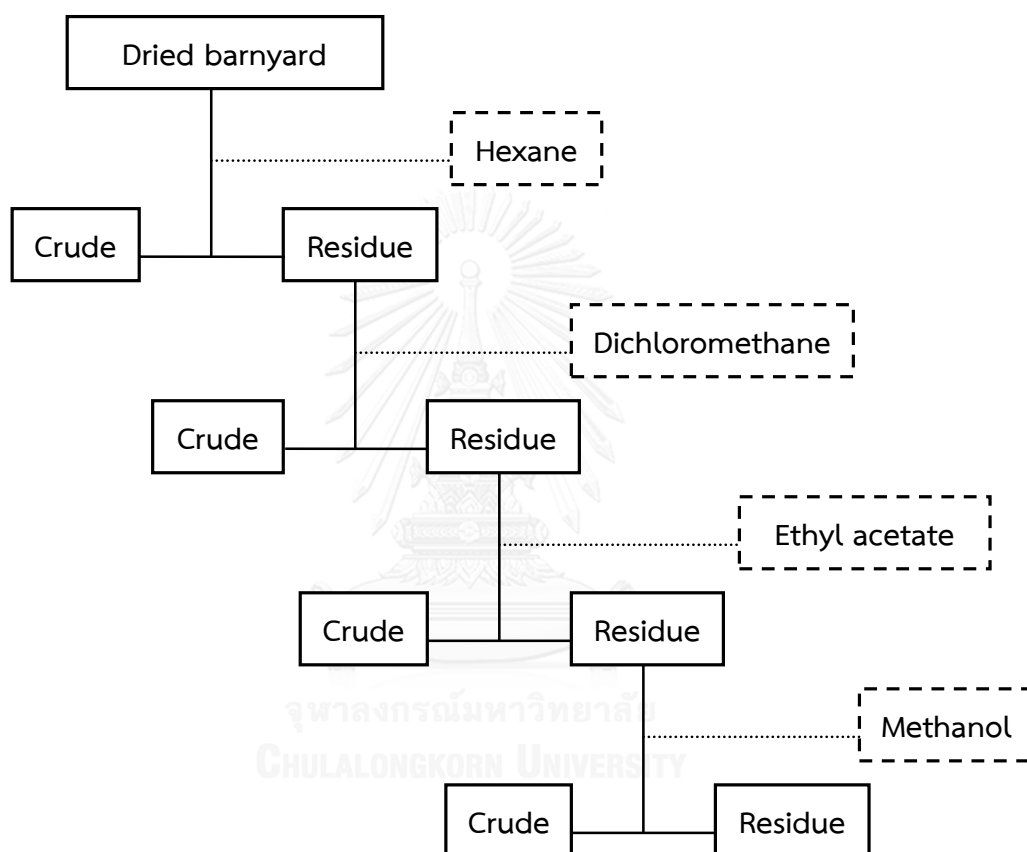 Dried barnyard
Hexane
Crude
Residue
Dichloromethane
Crude
Residue
Ethyl acetate
Crude
Residue
จุฬาลงกรณ์มหาวิทยาลัย
Methanol
CHULALONGKORN UNIVERSITY
Crude
Residue